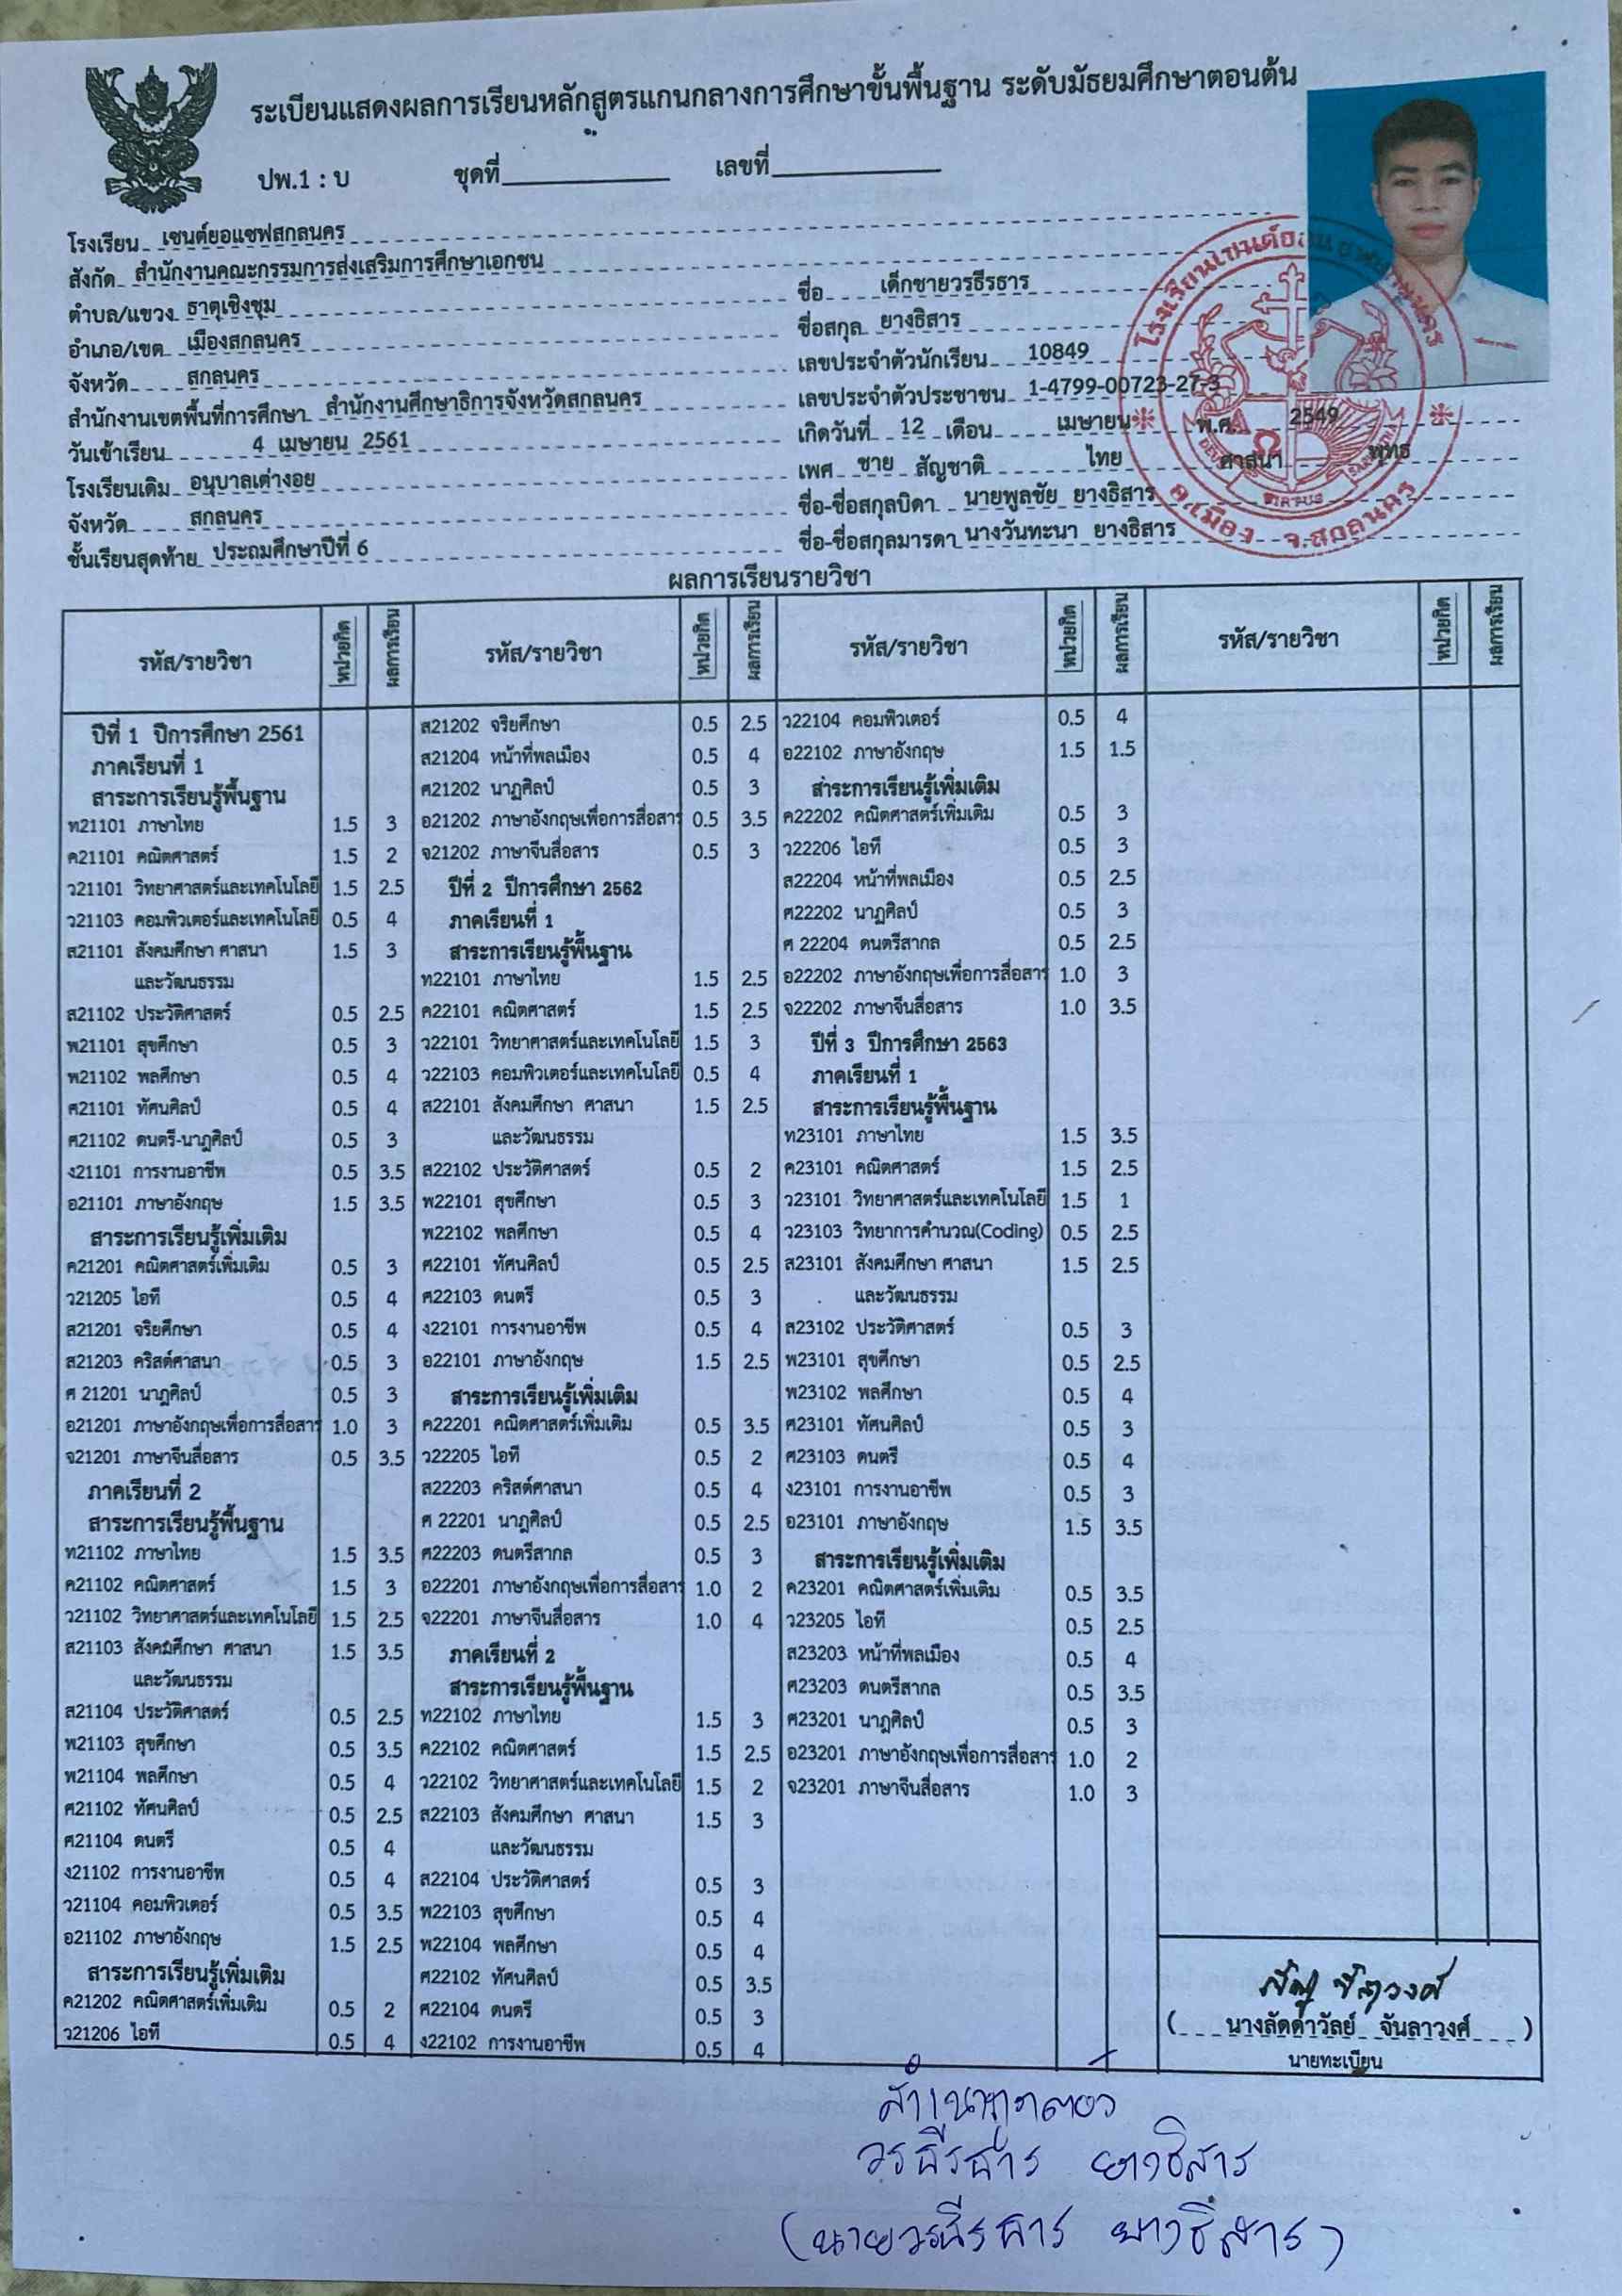 ระเบียนแสดงผลการเรียนหลักสูตรแกนกลางการศึกษาขั้นพื้นฐาน ระดับมัธยมศึกษาตอนต้น
ปพ.1 : บ ชุดที่ เลขที่
โรงเรียน เซนต์ยอแซฟสกลนคร
สังกัด สำนักงานคณะกรรมการส่งเสริมการศึกษาเอกชน
ตำบล/แขวง ธาตุเชิงชุม
อำเภอ/เขต เมืองสกลนคร
จังหวัด สกลนคร
สำนักงานเขตพื้นที่การศึกษา สำนักงานศึกษาธิการจังหวัดสกลนคร
วันเข้าเรียน 4 เมษายน 2561
โรงเรียนเดิม อนุบาลเต่างอย
จังหวัด สกลนคร
ชั้นเรียนสุดท้าย ประถมศึกษาปีที่ 6
ชื่อ เด็กชายวรธีรธาร
ชื่อสกุล ยางธิสาร
เลขประจำตัวนักเรียน 10849
เลขประจำตัวประชาชน 1-4799-00723-27-3
เกิดวันที่ 12 เดือน เมษายน พ.ศ. 2549
เพศ ชาย สัญชาติ ไทย ศาสนา พุทธ
ชื่อ-ชื่อสกุลบิดา นายพูลชัย ยางธิสาร
ชื่อ-ชื่อสกุลมารดา นางวันทะนา ยางธิสาร
อ.เมือง จ.สกลนคร
ผลการเรียนรายวิชา
รหัส/รายวิชา หน่วยกิต ผลการเรียน รหัส/รายวิชา หน่วยกิต ผลการเรียน รหัส/รายวิชา หน่วยกิต ผลการเรียน รหัส/รายวิชา หน่วยกิต ผลการเรียน
ปีที่ 1 ปีการศึกษา 2561
ภาคเรียนที่ 1
สาระการเรียนรู้พื้นฐาน
ท21101 ภาษาไทย 1.5 3
ค21101 คณิตศาสตร์ 1.5 2
ว21101 วิทยาศาสตร์และเทคโนโลยี 1.5 2.5
ว21103 คอมพิวเตอร์และเทคโนโลยี 0.5 4
ส21101 สังคมศึกษา ศาสนา 1.5 3
และวัฒนธรรม
ส21102 ประวัติศาสตร์ 0.5 2.5
พ21101 สุขศึกษา 0.5 3
พ21102 พลศึกษา 0.5 4
ศ21101 ทัศนศิลป์ 0.5 4
ศ21102 ดนตรี-นาฎศิลป์ 0.5 3
ง21101 การงานอาชีพ 0.5 3.5
อ21101 ภาษาอังกฤษ 1.5 3.5
สาระการเรียนรู้เพิ่มเติม
ค21201 คณิตศาสตร์เพิ่มเติม 0.5 3
ว21205 ไอที 0.5 4
ส21201 จริยศึกษา 0.5 4
ส21203 คริสต์ศาสนา 0.5 3
ศ 21201 นาฎศิลป์ 0.5 3
อ21201 ภาษาอังกฤษเพื่อการสื่อสาร 1.0 3
จ21201 ภาษาจีนสื่อสาร 0.5 3.5
ภาคเรียนที่ 2
สาระการเรียนรู้พื้นฐาน
ท21102 ภาษาไทย 1.5 3.5
ค21102 คณิตศาสตร์ 1.5 3
ว21102 วิทยาศาสตร์และเทคโนโลยี 1.5 2.5
ส21103 สังคมศึกษา ศาสนา 1.5 3.5
และวัฒนธรรม
ส21104 ประวัติศาสตร์ 0.5 2.5
พ21103 สุขศึกษา 0.5 3.5
พ21104 พลศึกษา 0.5 4
ศ21102 ทัศนศิลป์ 0.5 2.5
ศ21104 ดนตรี 0.5 4
ง21102 การงานอาชีพ 0.5 4
ว21104 คอมพิวเตอร์ 0.5 3.5
อ21102 ภาษาอังกฤษ 1.5 2.5
สาระการเรียนรู้เพิ่มเติม
ค21202 คณิตศาสตร์เพิ่มเติม 0.5 2
ว21206 ไอที 0.5 4
ส21202 จริยศึกษา 0.5 2.5
ส21204 หน้าที่พลเมือง 0.5 4
ศ21202 นาฎศิลป์ 0.5 3
อ21202 ภาษาอังกฤษเพื่อการสื่อสาร 0.5 3.5
จ21202 ภาษาจีนสื่อสาร 0.5 3
ปีที่ 2 ปีการศึกษา 2562
ภาคเรียนที่ 1
สาระการเรียนรู้พื้นฐาน
ท22101 ภาษาไทย 1.5 2.5
ค22101 คณิตศาสตร์ 1.5 2.5
ว22101 วิทยาศาสตร์และเทคโนโลยี 1.5 3
ว22103 คอมพิวเตอร์และเทคโนโลยี 0.5 4
ส22101 สังคมศึกษา ศาสนา 1.5 2.5
และวัฒนธรรม
ส22102 ประวัติศาสตร์ 0.5 2
พ22101 สุขศึกษา 0.5 3
พ22102 พลศึกษา 0.5 4
ศ22101 ทัศนศิลป์ 0.5 2.5
ศ22103 ดนตรี 0.5 3
ง22101 การงานอาชีพ 0.5 4
อ22101 ภาษาอังกฤษ 1.5 2.5
สาระการเรียนรู้เพิ่มเติม
ค22201 คณิตศาสตร์เพิ่มเติม 0.5 3.5
ว22205 ไอที 0.5 2
ส22203 คริสต์ศาสนา 0.5 4
ศ 22201 นาฎศิลป์ 0.5 2.5
ศ22203 ดนตรีสากล 0.5 3
อ22201 ภาษาอังกฤษเพื่อการสื่อสาร 1.0 2
จ22201 ภาษาจีนสื่อสาร 1.0 4
ภาคเรียนที่ 2
สาระการเรียนรู้พื้นฐาน
ท22102 ภาษาไทย 1.5 3
ค22102 คณิตศาสตร์ 1.5 2.5
ว22102 วิทยาศาสตร์และเทคโนโลยี 1.5 2
ส22103 สังคมศึกษา ศาสนา 1.5 3
และวัฒนธรรม
ส22104 ประวัติศาสตร์ 0.5 3
พ22103 สุขศึกษา 0.5 4
พ22104 พลศึกษา 0.5 4
ศ22102 ทัศนศิลป์ 0.5 3.5
ศ22104 ดนตรี 0.5 3
ง22102 การงานอาชีพ 0.5 4
ว22104 คอมพิวเตอร์ 0.5 4
อ22102 ภาษาอังกฤษ 1.5 1.5
สาระการเรียนรู้เพิ่มเติม
ค22202 คณิตศาสตร์เพิ่มเติม 0.5 3
ว22206 ไอที 0.5 3
ส22204 หน้าที่พลเมือง 0.5 2.5
ศ22202 นาฎศิลป์ 0.5 3
ศ 22204 ดนตรีสากล 0.5 2.5
อ22202 ภาษาอังกฤษเพื่อการสื่อสาร 1.0 3
จ22202 ภาษาจีนสื่อสาร 1.0 3.5
ปีที่ 3 ปีการศึกษา 2563
ภาคเรียนที่ 1
สาระการเรียนรู้พื้นฐาน
ท23101 ภาษาไทย 1.5 3.5
ค23101 คณิตศาสตร์ 1.5 2.5
ว23101 วิทยาศาสตร์และเทคโนโลยี 1.5 1
ว23103 วิทยาการคำนวณ(Coding) 0.5 2.5
ส23101 สังคมศึกษา ศาสนา 1.5 2.5
และวัฒนธรรม
ส23102 ประวัติศาสตร์ 0.5 3
พ23101 สุขศึกษา 0.5 2.5
พ23102 พลศึกษา 0.5 4
ศ23101 ทัศนศิลป์ 0.5 3
ศ23103 ดนตรี 0.5 4
ง23101 การงานอาชีพ 0.5 3
อ23101 ภาษาอังกฤษ 1.5 3.5
สาระการเรียนรู้เพิ่มเติม
ค23201 คณิตศาสตร์เพิ่มเติม 0.5 3.5
ว23205 ไอที 0.5 2.5
ส23203 หน้าที่พลเมือง 0.5 4
ศ23203 ดนตรีสากล 0.5 3.5
ศ23201 นาฎศิลป์ 0.5 3
อ23201 ภาษาอังกฤษเพื่อการสื่อสาร 1.0 2
จ23201 ภาษาจีนสื่อสาร 1.0 3
(นางลัดดาวัลย์ จันลาวงศ์)
นายทะเบียน
สำเนาถูกต้อง
วรธีรธาร ยางธิสาร
(นายวรธีรธาร ยางธิสาร)